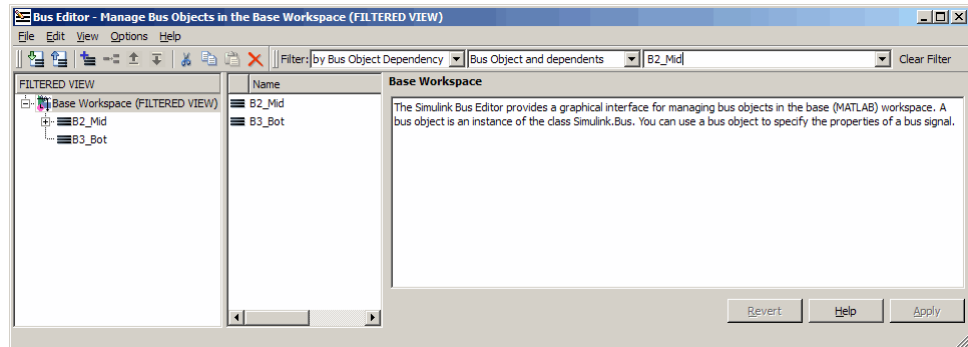 Bus Editor - Manage Bus Objects in the Base Workspace (FILTERED VIEW)
File Edit View Options Help
Filter: by Bus Object Dependency Bus Object and dependents B2_Mid Clear Filter
FILTERED VIEW
Base Workspace (FILTERED VIEW)
B2_Mid
B3_Bot
Name
B2_Mid
B3_Bot
Base Workspace
The Simulink Bus Editor provides a graphical interface for managing bus objects in the base (MATLAB) workspace. A
bus object is an instance of the class Simulink.Bus. You can use a bus object to specify the properties of a bus signal.
Revert Help Apply